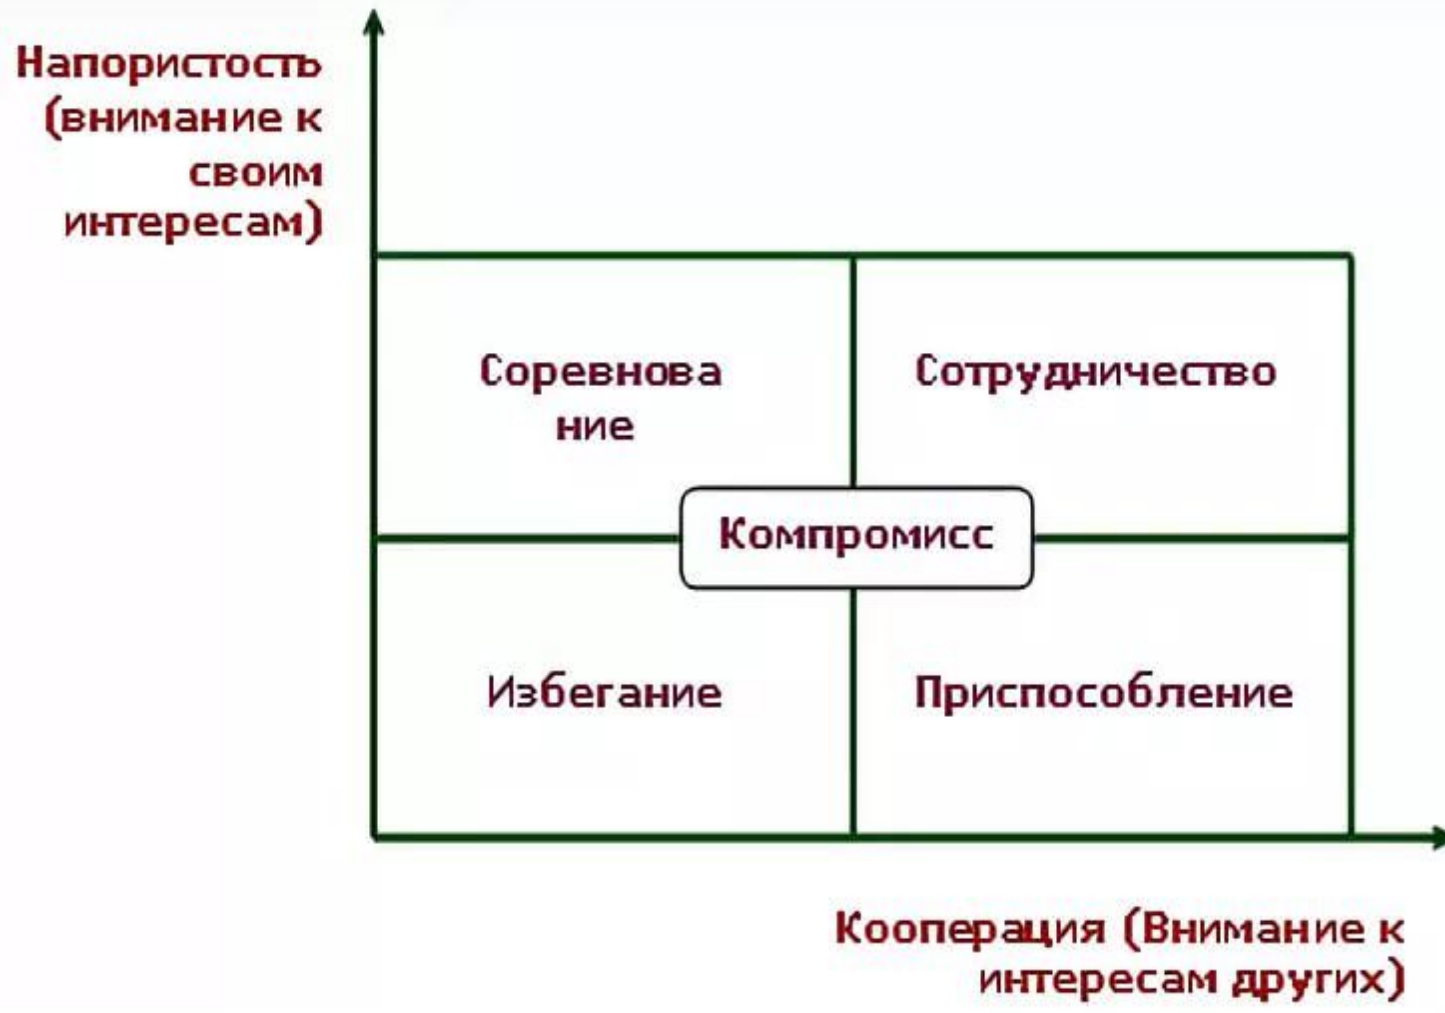 Напористость
(внимание к
своим
интересам)
Соревнова
ние
Сотрудничество
Компромисс
Избегание
Приспособление
Кооперация (Внимание к
интересам других)